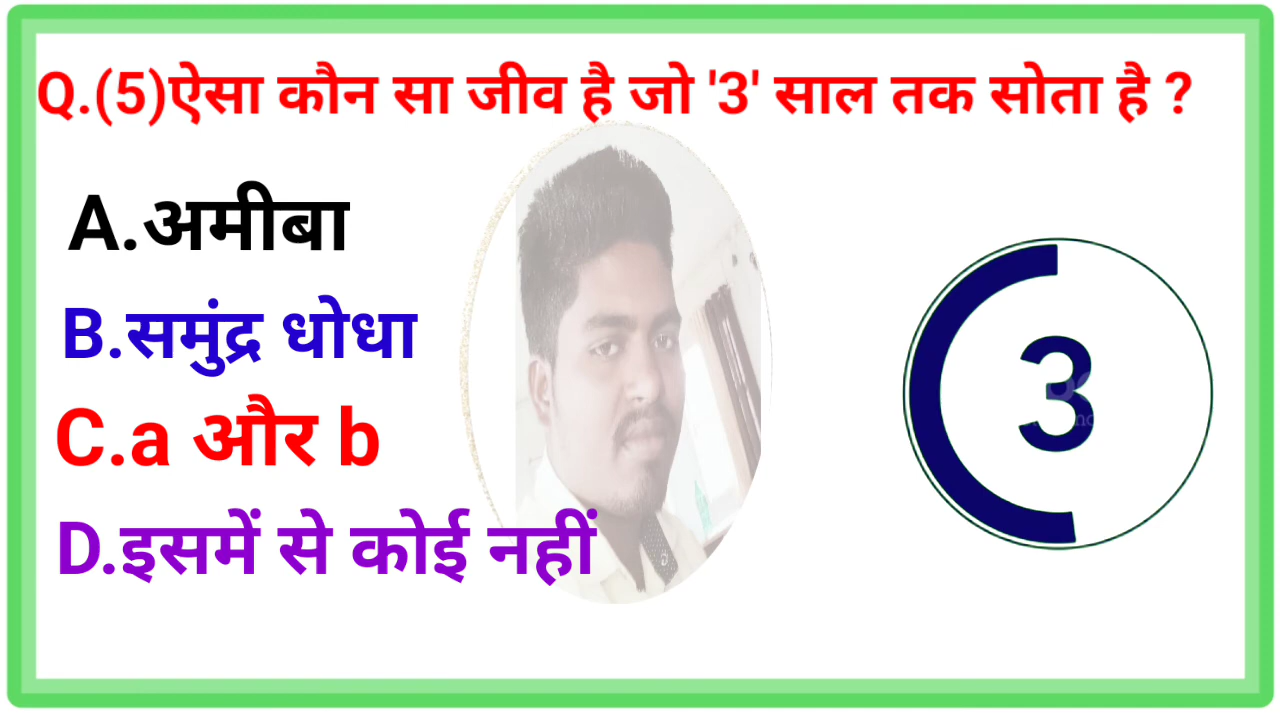 Q.(5)ऐसा कौन सा जीव है जो '3' साल तक सोता है ?
A.अमीबा
B.समुंद्र धोधा
C.a और b
D.इसमें से कोई नहीं
3